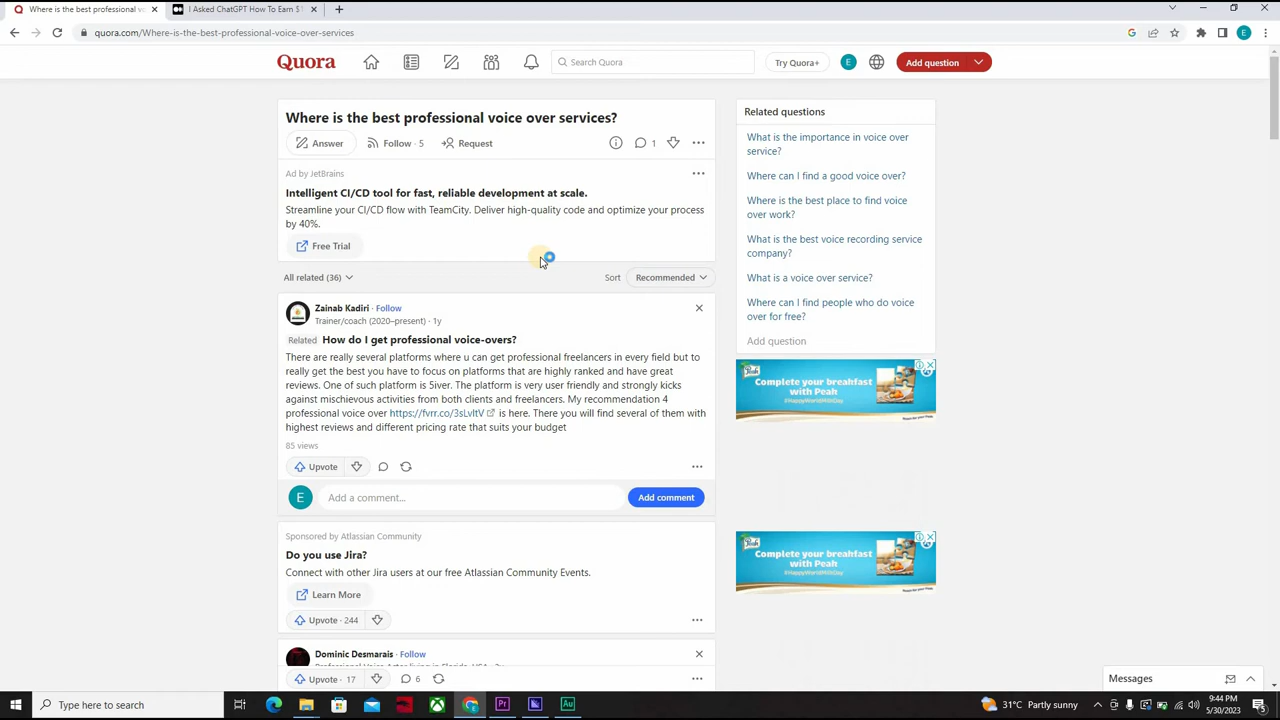 Where is the best professional vo
I Asked ChatGPT How To Earn $1
quora.com/Where-is-the-best-professional-voice-over-services
E
Quora
Search Quora
Try Quora+
E
Add question
Where is the best professional voice over services?
Answer
Follow · 5
Request
1
Ad by JetBrains
Intelligent CI/CD tool for fast, reliable development at scale.
Streamline your CI/CD flow with TeamCity. Deliver high-quality code and optimize your process
by 40%.
Free Trial
All related (36)
Sort
Recommended
Zainab Kadiri · Follow
Trainer/coach (2020–present) · 1y
Related
How do I get professional voice-overs?
There are really several platforms where u can get professional freelancers in every field but to
really get the best you have to focus on platforms that are highly ranked and have great
reviews. One of such platform is 5iver. The platform is very user friendly and strongly kicks
against mischievous activities from both clients and freelancers. My recommendation 4
professional voice over https://fvrr.co/3sLvItV is here. There you will find several of them with
highest reviews and different pricing rate that suits your budget
85 views
Upvote
E
Add a comment...
Add comment
Sponsored by Atlassian Community
Do you use Jira?
Connect with other Jira users at our free Atlassian Community Events.
Learn More
Upvote · 244
Dominic Desmarais · Follow
Upvote · 17
6
Related questions
What is the importance in voice over
service?
Where can I find a good voice over?
Where is the best place to find voice
over work?
What is the best voice recording service
company?
What is a voice over service?
Where can I find people who do voice
over for free?
Add question
Peak
Complete your breakfast
with Peak
#HappyWorldMilkDay
Peak
Complete your breakfast
with Peak
#HappyWorldMilkDay
Messages
Type here to search
Pr
Au
31°C Partly sunny
9:44 PM
5/30/2023